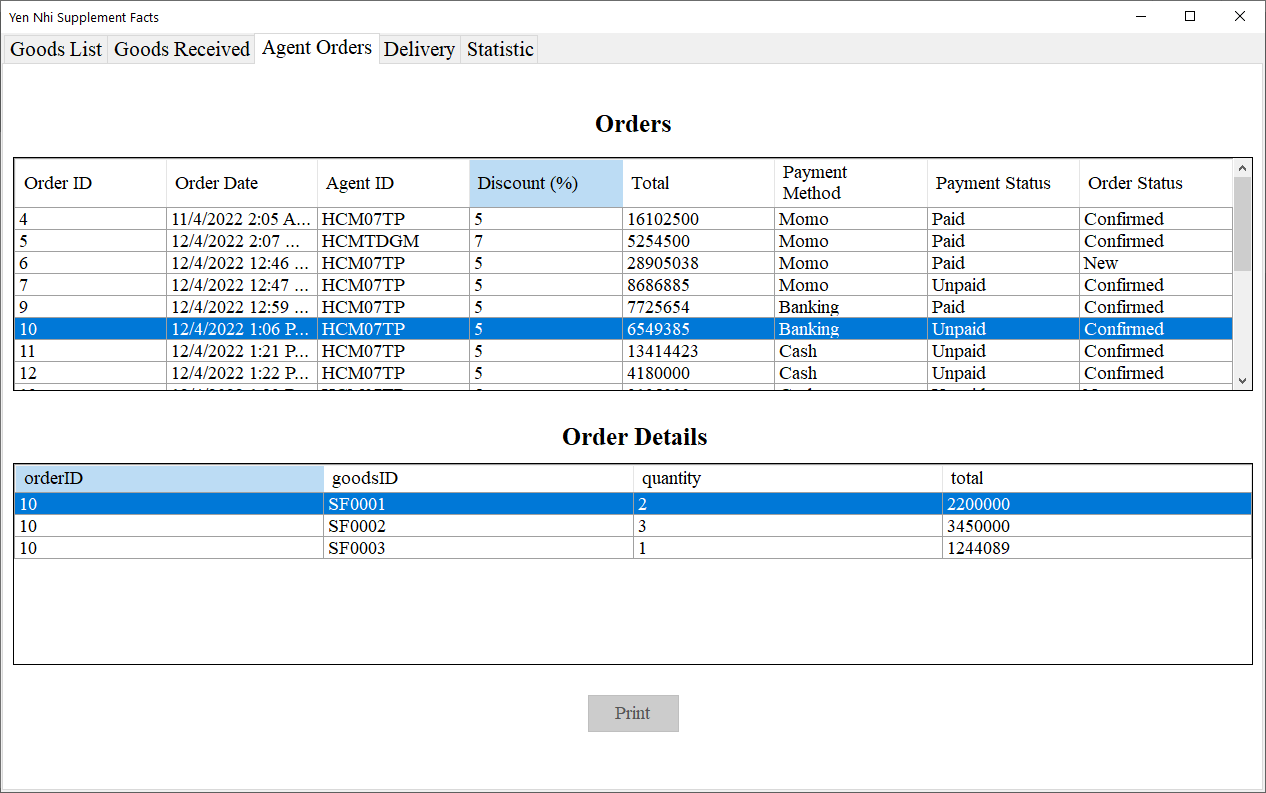 Yen Nhi Supplement Facts
Goods List Goods Received Agent Orders Delivery Statistic
Orders
Order ID Order Date Agent ID Discount (%) Total Payment Method Payment Status Order Status
4 11/4/2022 2:05 A... HCM07TP 5 16102500 Momo Paid Confirmed
5 12/4/2022 2:07 ... HCMTDGM 7 5254500 Momo Paid Confirmed
6 12/4/2022 12:46 ... HCM07TP 5 28905038 Momo Paid New
7 12/4/2022 12:47 ... HCM07TP 5 8686885 Momo Unpaid Confirmed
9 12/4/2022 12:59 ... HCM07TP 5 7725654 Banking Paid Confirmed
10 12/4/2022 1:06 P... HCM07TP 5 6549385 Banking Unpaid Confirmed
11 12/4/2022 1:21 P... HCM07TP 5 13414423 Cash Unpaid Confirmed
12 12/4/2022 1:22 P... HCM07TP 5 4180000 Cash Unpaid Confirmed
Order Details
orderID goodsID quantity total
10 SF0001 2 2200000
10 SF0002 3 3450000
10 SF0003 1 1244089
Print